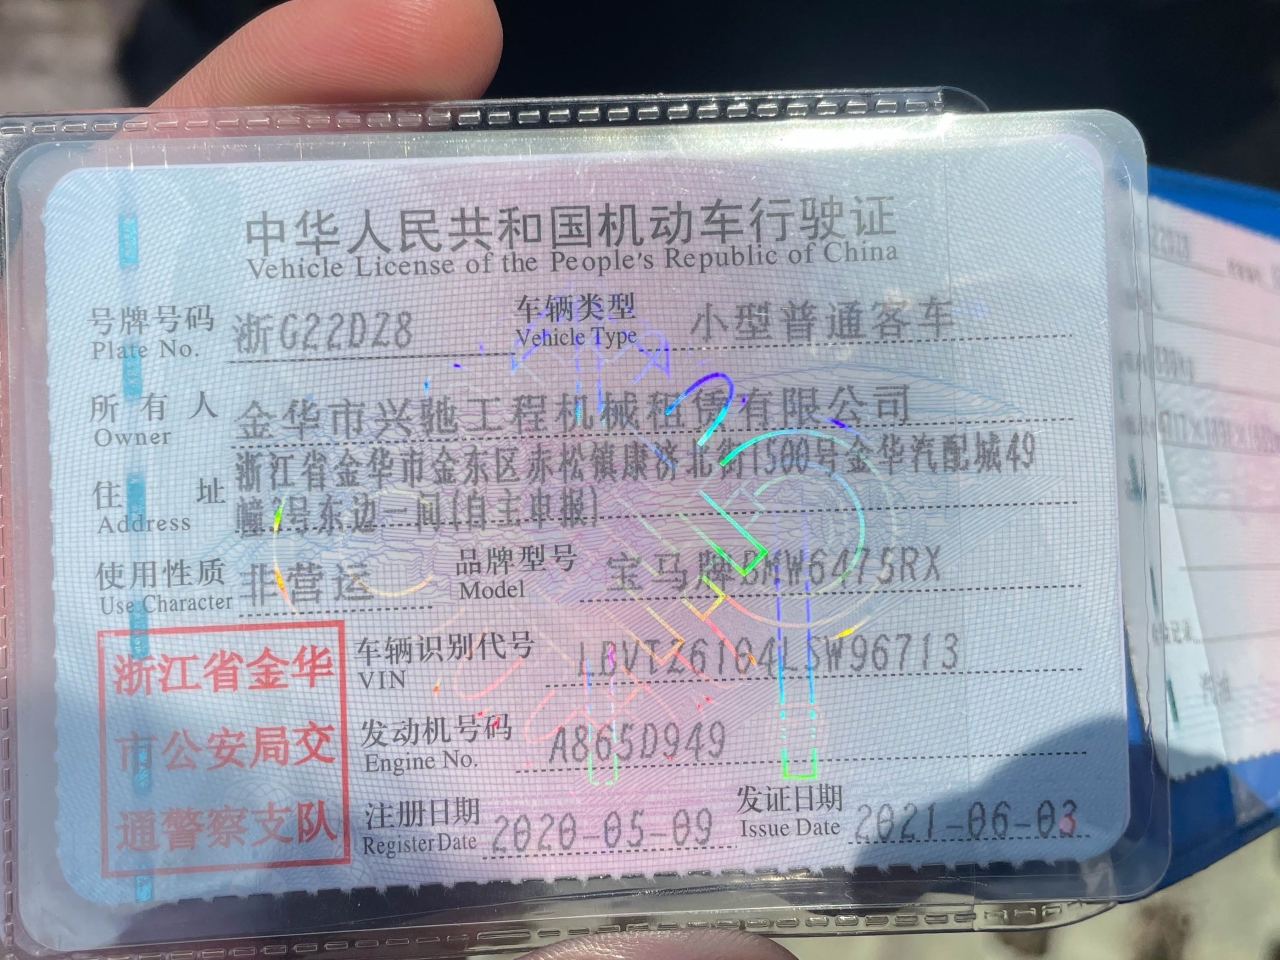 中华人民共和国机动车行驶证
Vehicle License of the People's Republic of China
号牌号码 浙G22DZ8 车辆类型 小型普通客车
Plate No. Vehicle Type
所有人 金华市兴驰工程机械租赁有限公司
Owner
住址 浙江省金华市金东区赤松镇康济北街1500号金华汽配城49
Address 幢3号东边一间(自主申报)
使用性质 非营运 品牌型号 宝马牌BMW6475RX
Use Character Model
浙江省金华
市公安局交
通警察支队
车辆识别代号
VIN
发动机号码 A865D949
Engine No.
注册日期 2020-05-09 发证日期 2021-06-03
Register Date Issue Date